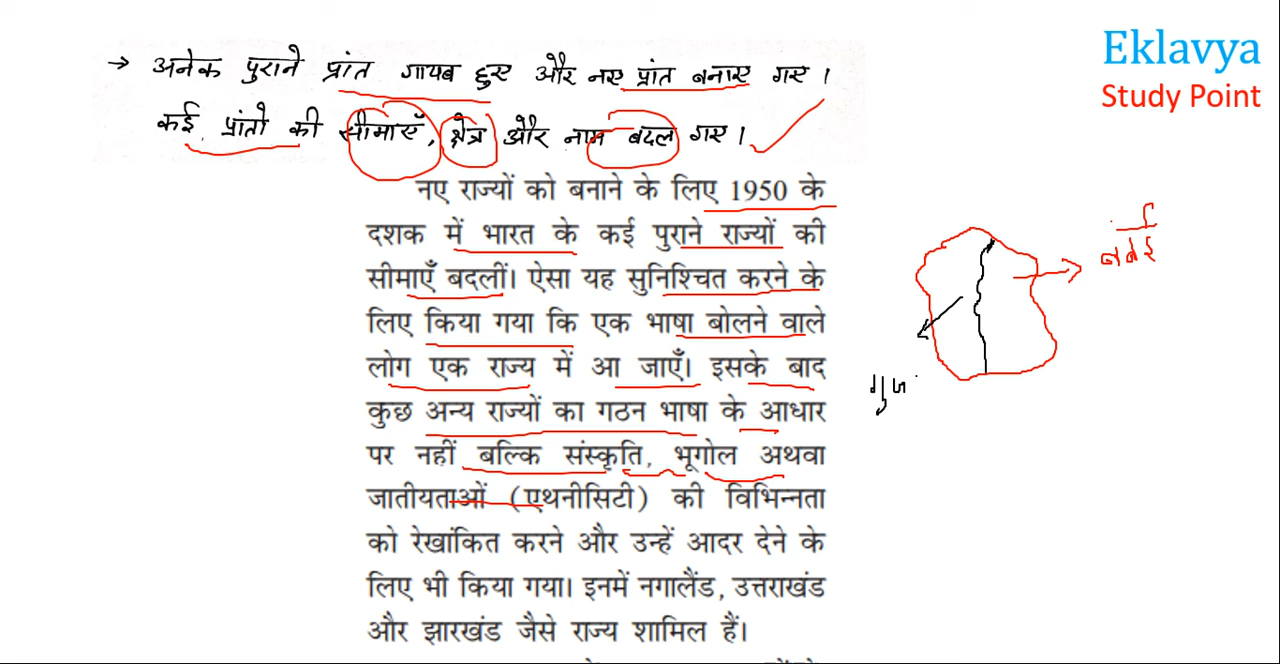 Eklavya
Study Point
→ अनेक पुराने प्रांत गायब हुए और नए प्रांत बनाए गए।
कई प्रांतो की सीमाएँ, क्षेत्र और नाम बदल गए।
नए राज्यों को बनाने के लिए 1950 के
दशक में भारत के कई पुराने राज्यों की
सीमाएँ बदलीं। ऐसा यह सुनिश्चित करने के
लिए किया गया कि एक भाषा बोलने वाले
लोग एक राज्य में आ जाएँ। इसके बाद
कुछ अन्य राज्यों का गठन भाषा के आधार
पर नहीं बल्कि संस्कृति, भूगोल अथवा
जातीयताओं (एथनीसिटी) की विभिन्नता
को रेखांकित करने और उन्हें आदर देने के
लिए भी किया गया। इनमें नगालैंड, उत्तराखंड
और झारखंड जैसे राज्य शामिल हैं।
गुज